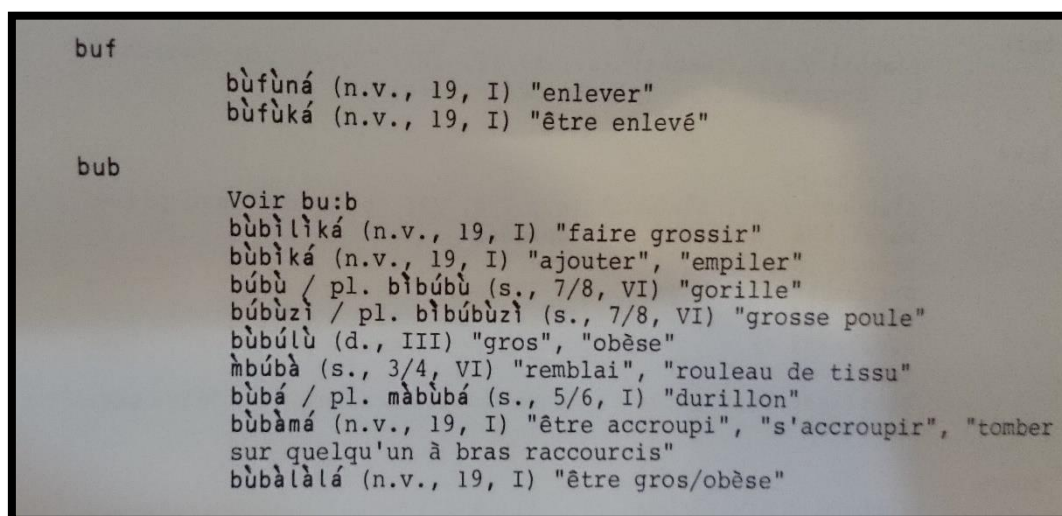 buf
bùfùná (n.v., 19, I) "enlever"
bùfùká (n.v., 19, I) "être enlevé"
bub
Voir bu:b
bùbìlìká (n.v., 19, I) "faire grossir"
bùbìká (n.v., 19, I) "ajouter", "empiler"
búbù / pl. bìbúbù (s., 7/8, VI) "gorille"
búbùzì / pl. bìbúbùzì (s., 7/8, VI) "grosse poule"
bùbúlù (d., III) "gros", "obèse"
m̀búbà (s., 3/4, VI) "remblai", "rouleau de tissu"
bùbá / pl. màbùbá (s., 5/6, I) "durillon"
bùbàmá (n.v., 19, I) "être accroupi", "s'accroupir", "tomber
sur quelqu'un à bras raccourcis"
bùbàlàlá (n.v., 19, I) "être gros/obèse"